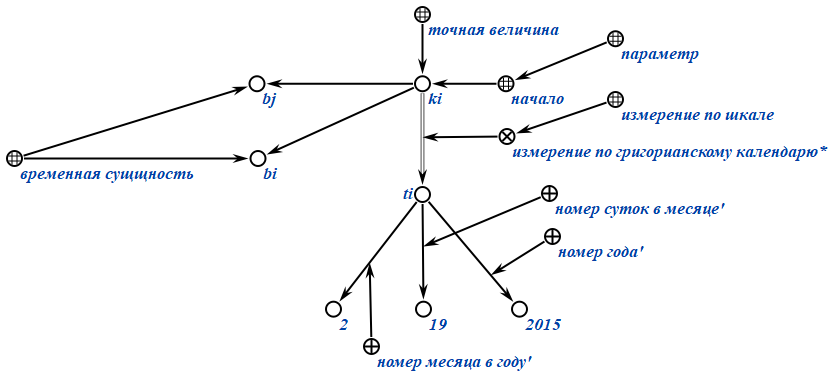 точная величина
параметр
bj
ki
начало
измерение по шкале
измерение по григорианскому календарю*
временная сущщность
bi
ti
номер суток в месяце'
номер года'
2
19
2015
номер месяца в году'